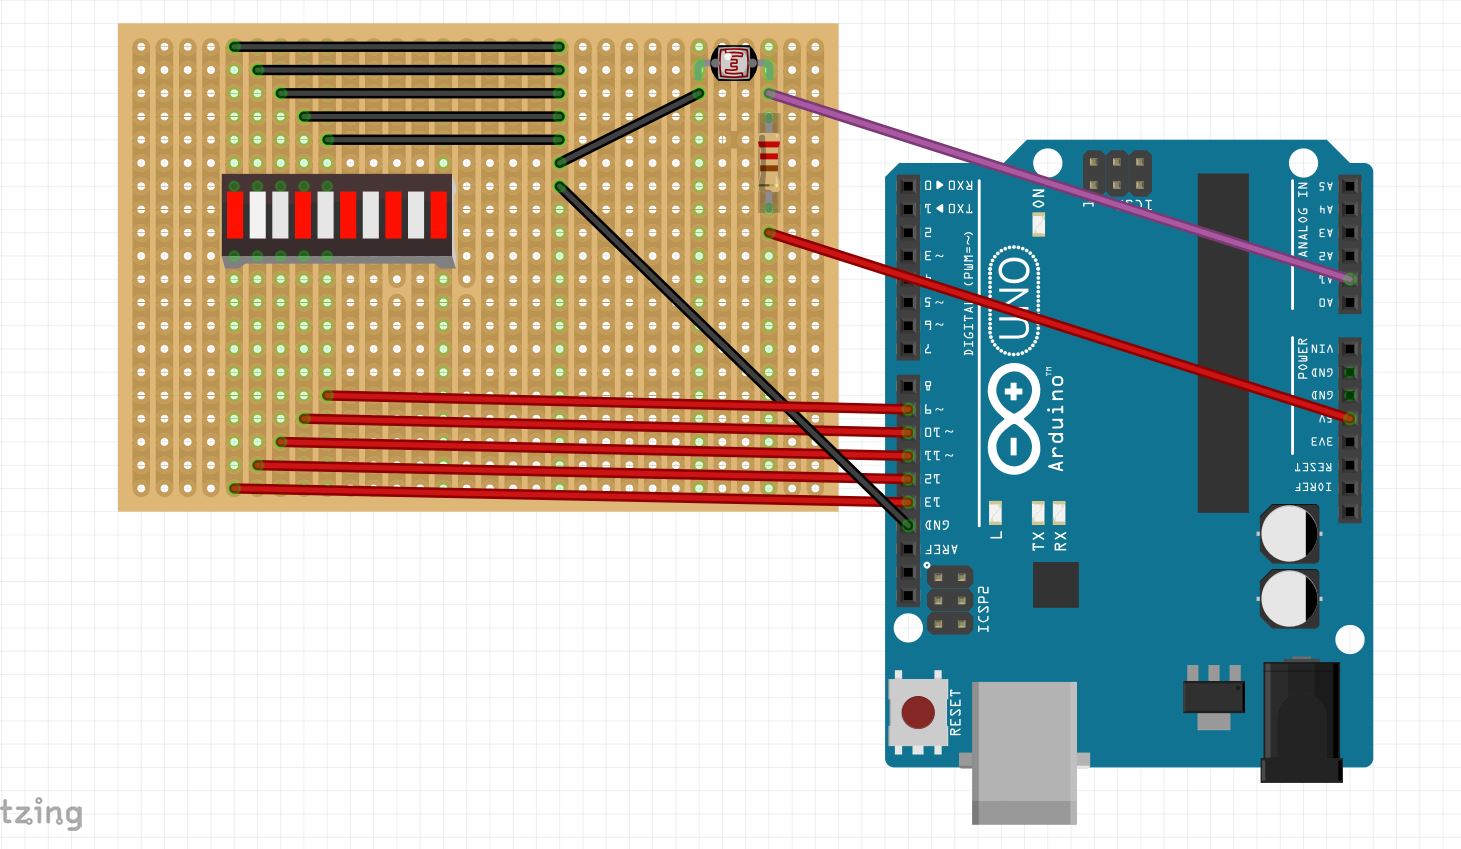 RX0 ◄ 0
TX0 ► 1
2
~ 3
~ 5
~ 6
7
8
~ 9
~ 10
~ 11
12
13
GND
AREF
DIGITAL (PWM=~)
ON
UNO
Arduino™
L
TX
RX
ICSP2
RESET
A5
A4
A3
A2
A1
A0
ANALOG IN
VIN
GND
GND
5V
3V3
RESET
IOREF
POWER
tzing